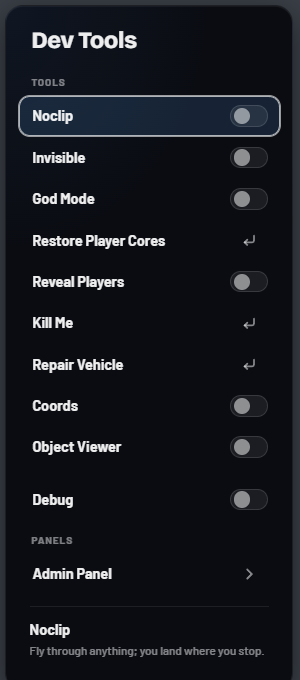 Dev Tools
TOOLS
Noclip
Invisible
God Mode
Restore Player Cores
Reveal Players
Kill Me
Repair Vehicle
Coords
Object Viewer
Debug
PANELS
Admin Panel
Noclip
Fly through anything; you land where you stop.